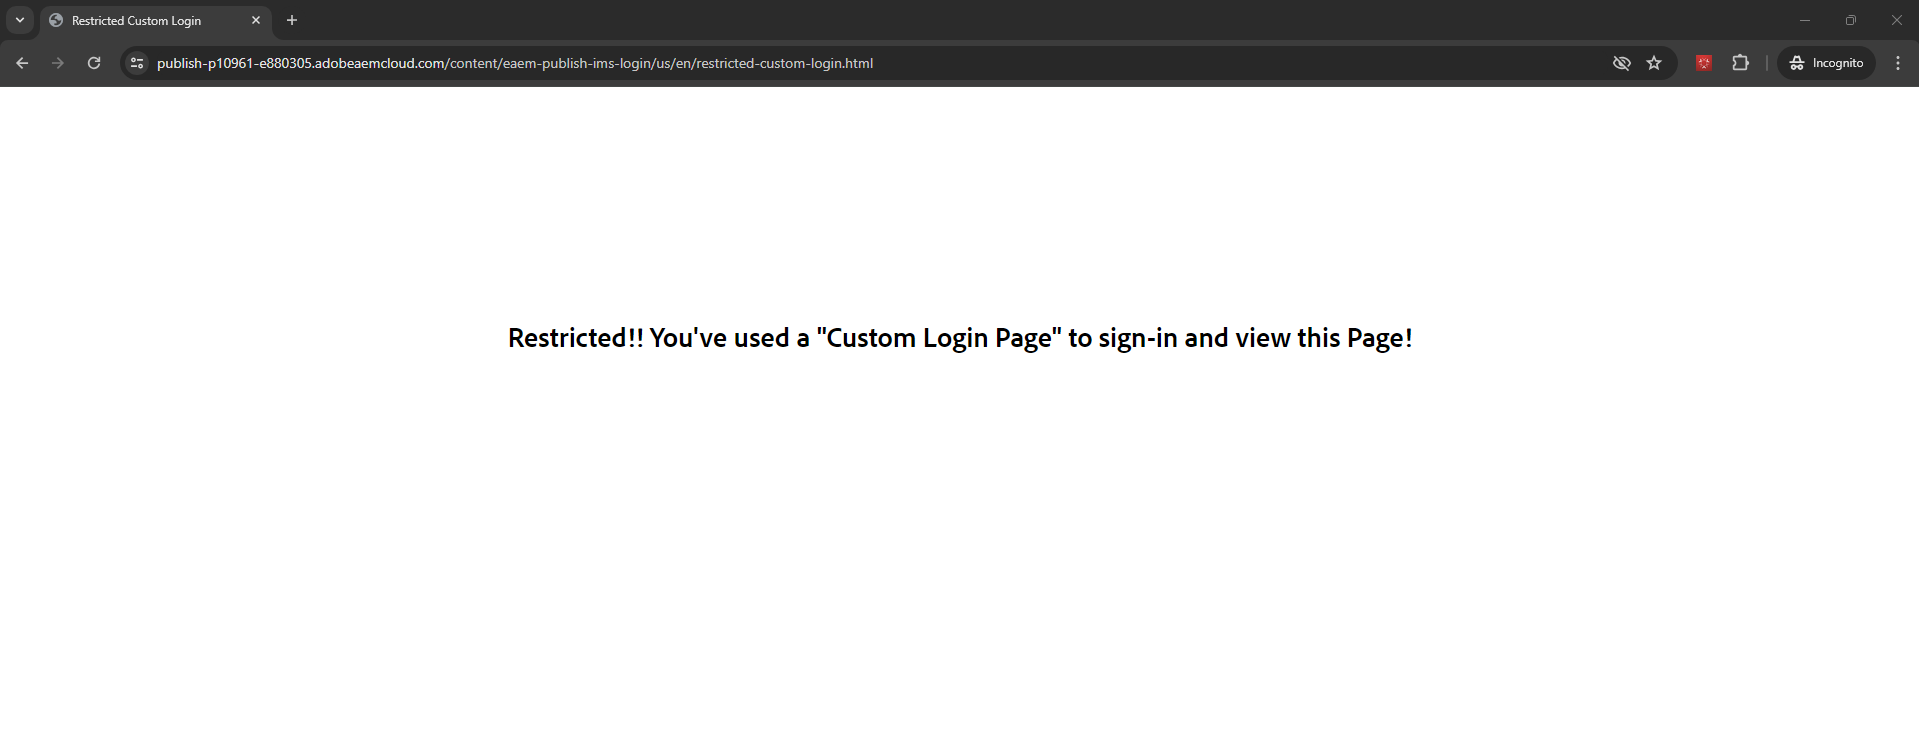 Restricted Custom Login
publish-p10961-e880305.adobeaemcloud.com/content/eaem-publish-ims-login/us/en/restricted-custom-login.html
Incognito
Restricted!! You've used a "Custom Login Page" to sign-in and view this Page!